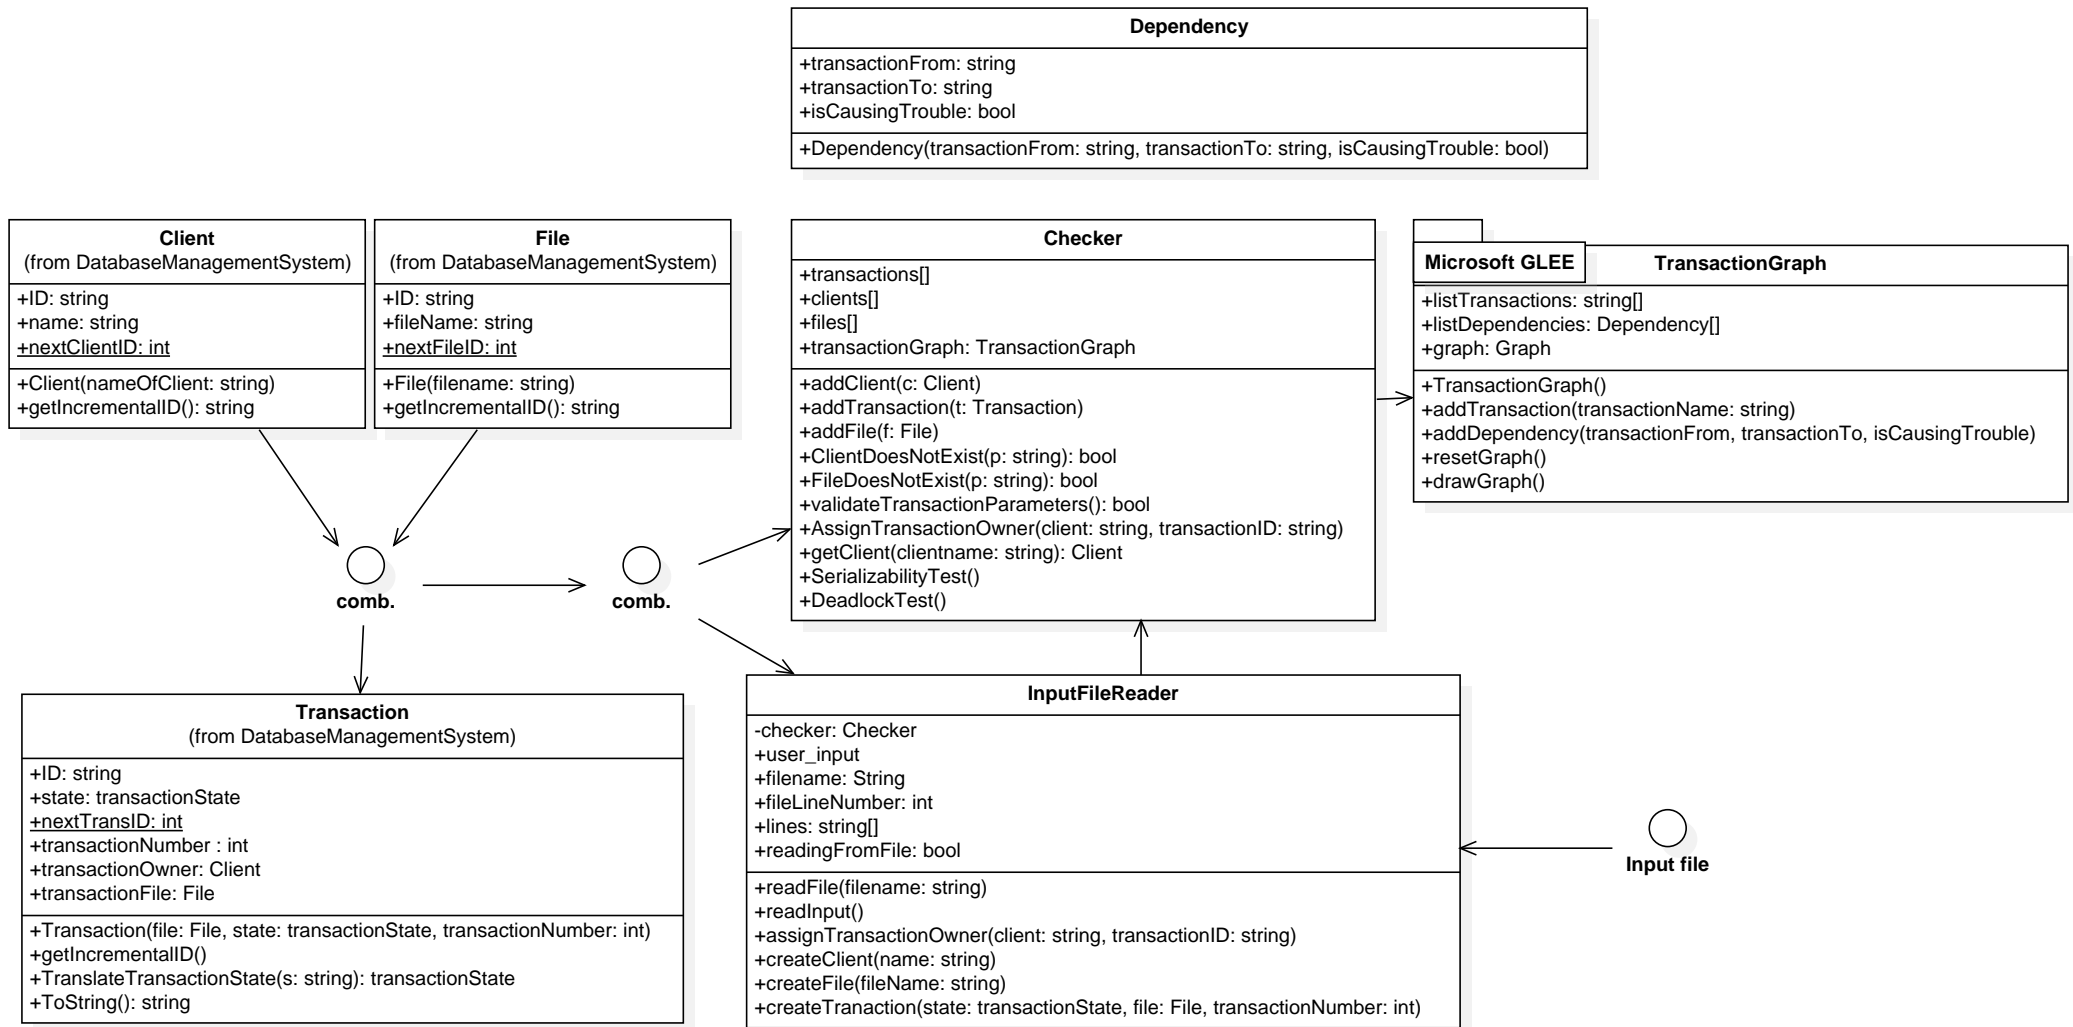 Dependency
+transactionFrom: string
+transactionTo: string
+isCausingTrouble: bool
+Dependency(transactionFrom: string, transactionTo: string, isCausingTrouble: bool)
Client
(from DatabaseManagementSystem)
+ID: string
+name: string
+nextClientID: int
+Client(nameOfClient: string)
+getIncrementalID(): string
File
(from DatabaseManagementSystem)
+ID: string
+fileName: string
+nextFileID: int
+File(filename: string)
+getIncrementalID(): string
Checker
+transactions[]
+clients[]
+files[]
+transactionGraph: TransactionGraph
+addClient(c: Client)
+addTransaction(t: Transaction)
+addFile(f: File)
+ClientDoesNotExist(p: string): bool
+FileDoesNotExist(p: string): bool
+validateTransactionParameters(): bool
+AssignTransactionOwner(client: string, transactionID: string)
+getClient(clientname: string): Client
+SerializabilityTest()
+DeadlockTest()
Microsoft GLEE
TransactionGraph
+listTransactions: string[]
+listDependencies: Dependency[]
+graph: Graph
+TransactionGraph()
+addTransaction(transactionName: string)
+addDependency(transactionFrom, transactionTo, isCausingTrouble)
+resetGraph()
+drawGraph()
comb.
comb.
Transaction
(from DatabaseManagementSystem)
+ID: string
+state: transactionState
+nextTransID: int
+transactionNumber : int
+transactionOwner: Client
+transactionFile: File
+Transaction(file: File, state: transactionState, transactionNumber: int)
+getIncrementalID()
+TranslateTransactionState(s: string): transactionState
+ToString(): string
InputFileReader
-checker: Checker
+user_input
+filename: String
+fileLineNumber: int
+lines: string[]
+readingFromFile: bool
+readFile(filename: string)
+readInput()
+assignTransactionOwner(client: string, transactionID: string)
+createClient(name: string)
+createFile(fileName: string)
+createTranaction(state: transactionState, file: File, transactionNumber: int)
Input file